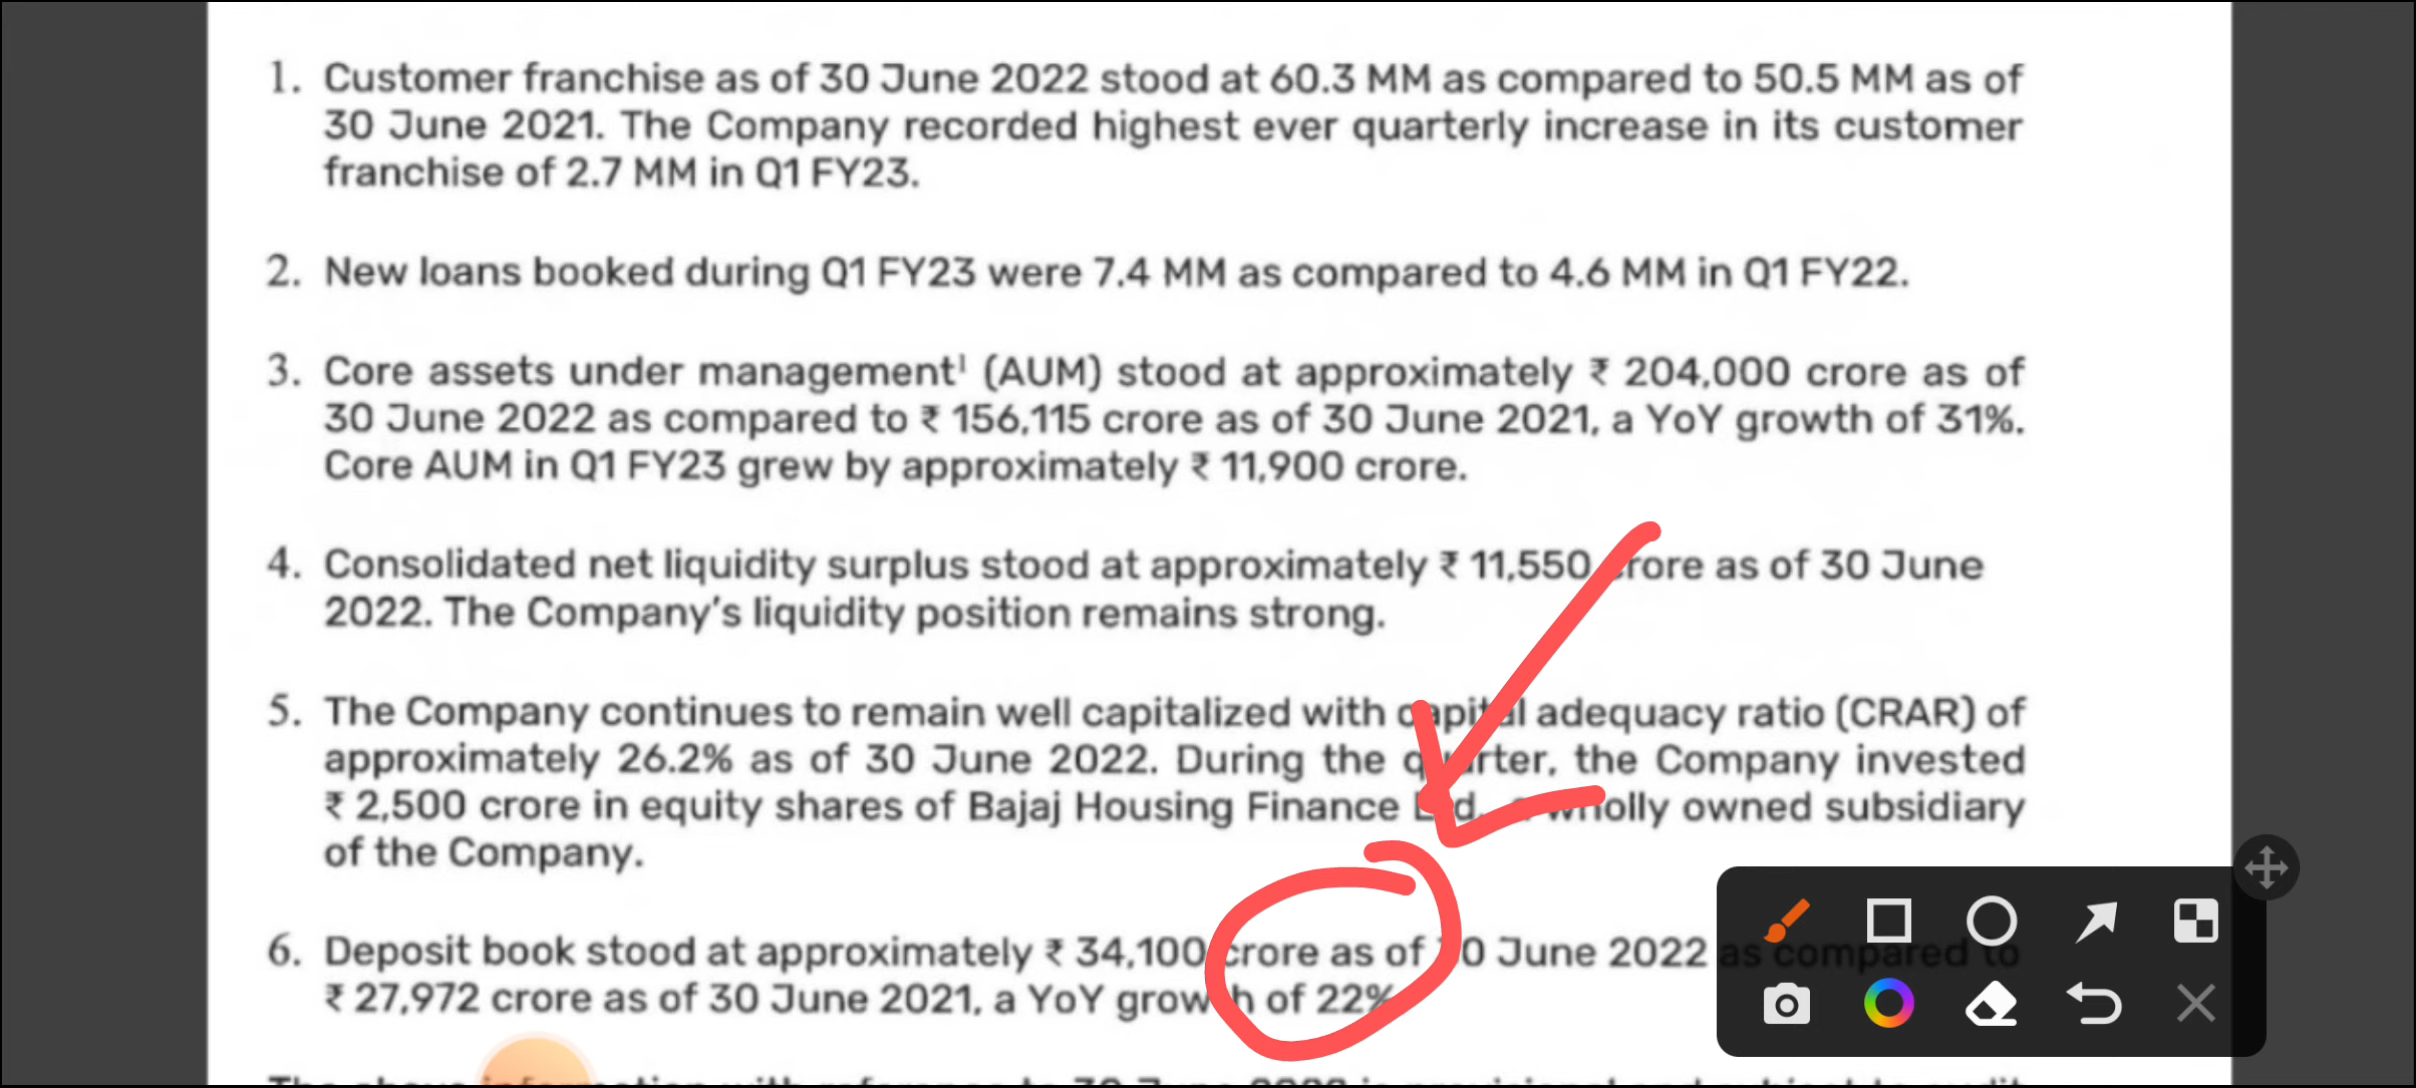 1. Customer franchise as of 30 June 2022 stood at 60.3 MM as compared to 50.5 MM as of
30 June 2021. The Company recorded highest ever quarterly increase in its customer
franchise of 2.7 MM in Q1 FY23.
2. New loans booked during Q1 FY23 were 7.4 MM as compared to 4.6 MM in Q1 FY22.
3. Core assets under management¹ (AUM) stood at approximately ₹ 204,000 crore as of
30 June 2022 as compared to ₹ 156,115 crore as of 30 June 2021, a YoY growth of 31%.
Core AUM in Q1 FY23 grew by approximately ₹ 11,900 crore.
4. Consolidated net liquidity surplus stood at approximately ₹ 11,550 crore as of 30 June
2022. The Company's liquidity position remains strong.
5. The Company continues to remain well capitalized with capital adequacy ratio (CRAR) of
approximately 26.2% as of 30 June 2022. During the quarter, the Company invested
₹ 2,500 crore in equity shares of Bajaj Housing Finance Ltd. a wholly owned subsidiary
of the Company.
6. Deposit book stood at approximately ₹ 34,100 crore as of 30 June 2022 as compared to
₹ 27,972 crore as of 30 June 2021, a YoY growth of 22%